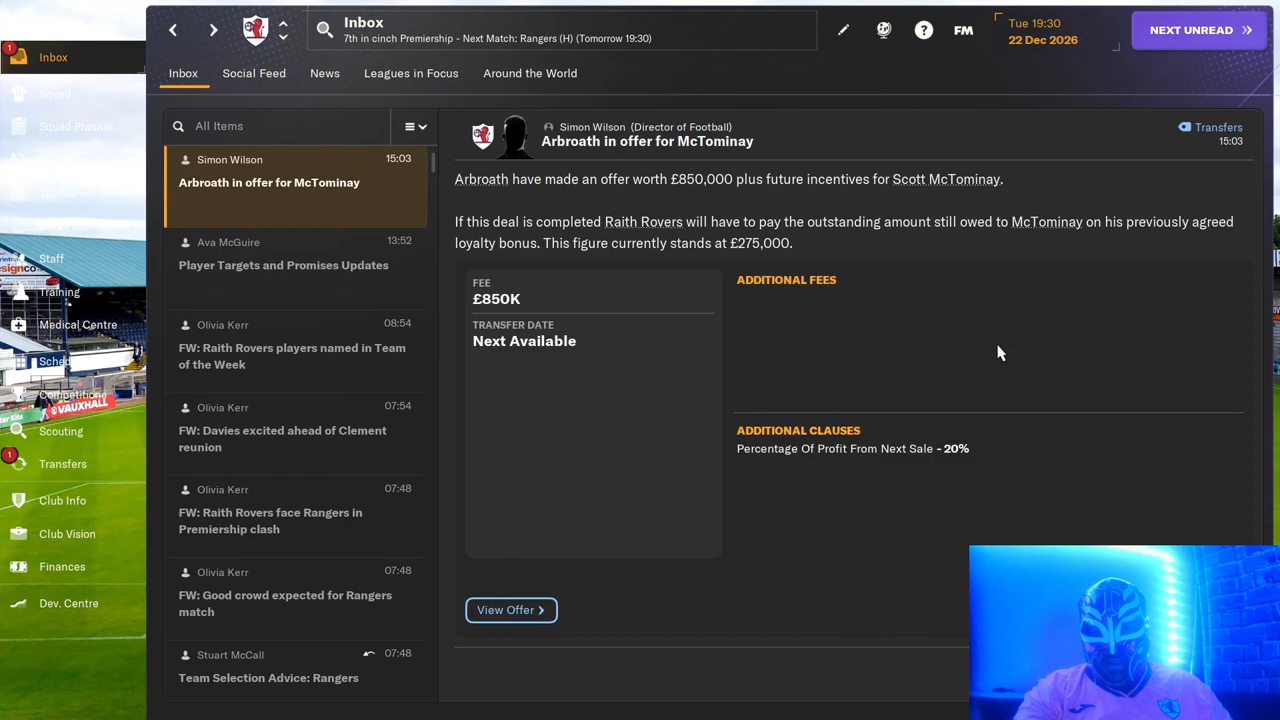 Inbox
7th in cinch Premiership - Next Match: Rangers (H) (Tomorrow 19:30)
FM
Tue 19:30
22 Dec 2026
NEXT UNREAD
1
Inbox
Squad
Squad Planner
Staff
Training
Medical Centre
Sched
Competitions
Scouting
1
Transfers
Club Info
Club Vision
Finances
Dev. Centre
VAUXHALL
Inbox
Social Feed
News
Leagues in Focus
Around the World
All Items
Simon Wilson
15:03
Arbroath in offer for McTominay
Ava McGuire
13:52
Player Targets and Promises Updates
Olivia Kerr
08:54
FW: Raith Rovers players named in Team
of the Week
Olivia Kerr
07:54
FW: Davies excited ahead of Clement
reunion
Olivia Kerr
07:48
FW: Raith Rovers face Rangers in
Premiership clash
Olivia Kerr
07:48
FW: Good crowd expected for Rangers
match
Stuart McCall
07:48
Team Selection Advice: Rangers
Simon Wilson (Director of Football)
Arbroath in offer for McTominay
Transfers
15:03
Arbroath have made an offer worth £850,000 plus future incentives for Scott McTominay.
If this deal is completed Raith Rovers will have to pay the outstanding amount still owed to McTominay on his previously agreed
loyalty bonus. This figure currently stands at £275,000.
FEE
£850K
TRANSFER DATE
Next Available
ADDITIONAL FEES
ADDITIONAL CLAUSES
Percentage Of Profit From Next Sale - 20%
View Offer